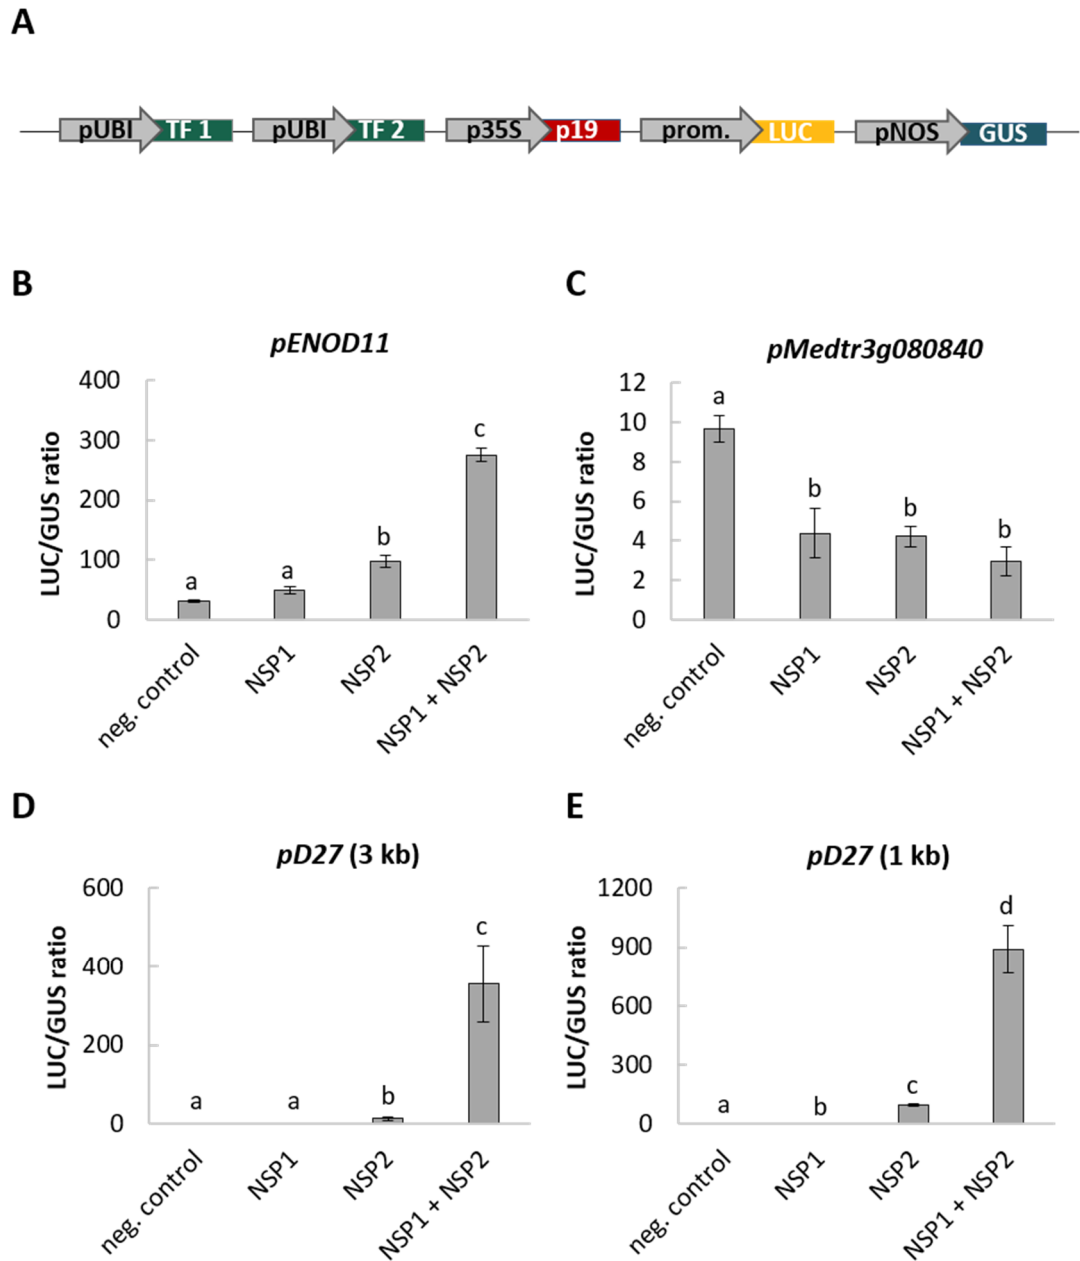 A
pUBI TF 1 pUBI TF 2 p35S p19 prom. LUC pNOS GUS
B
pENOD11
LUC/GUS ratio
400
300
200
100
0
a
a
b
c
neg. control
NSP1
NSP2
NSP1 + NSP2
C
pMedtr3g080840
LUC/GUS ratio
12
10
8
6
4
2
0
a
b
b
b
neg. control
NSP1
NSP2
NSP1 + NSP2
D
pD27 (3 kb)
LUC/GUS ratio
600
400
200
0
a
a
b
c
neg. control
NSP1
NSP2
NSP1 + NSP2
E
pD27 (1 kb)
LUC/GUS ratio
1200
900
600
300
0
a
b
c
d
neg. control
NSP1
NSP2
NSP1 + NSP2